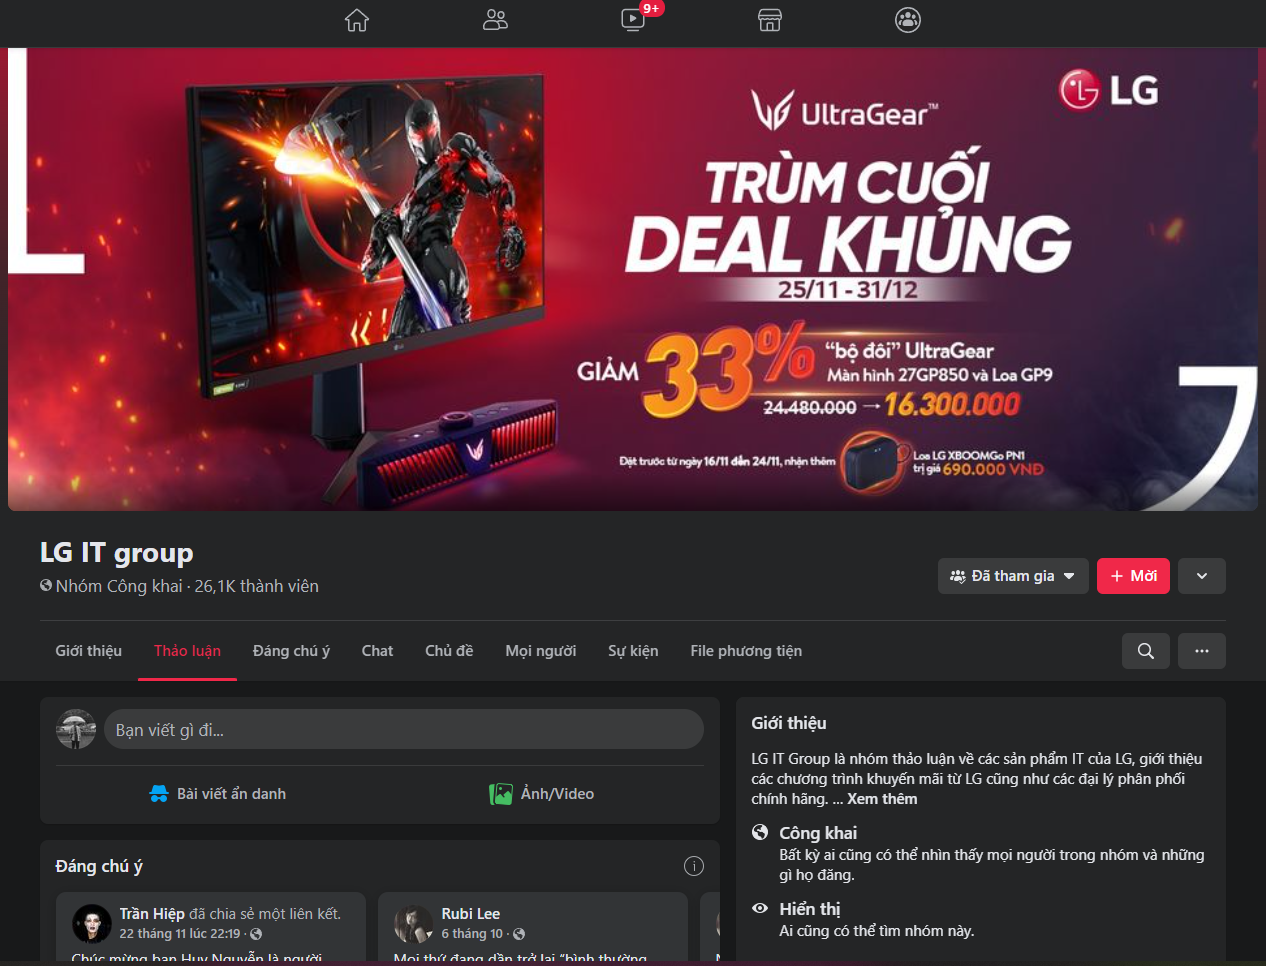 9+
LG
UltraGear™
TRÙM CUỐI
DEAL KHỦNG
25/11 - 31/12
GIẢM 33% "bộ đôi" UltraGear
Màn hình 27GP850 và Loa GP9
24.480.000 → 16.300.000
Đặt trước từ ngày 16/11 đến 24/11, nhận thêm
Loa LG XBOOMGo PN1
trị giá 690.000 VNĐ
LG IT group
Nhóm Công khai · 26,1K thành viên
Đã tham gia
+ Mời
Giới thiệu
Thảo luận
Đáng chú ý
Chat
Chủ đề
Mọi người
Sự kiện
File phương tiện
Bạn viết gì đi...
Bài viết ẩn danh
Ảnh/Video
Đáng chú ý
Trần Hiệp đã chia sẻ một liên kết.
22 tháng 11 lúc 22:19 ·
Chúc mừng bạn Huy Nguyễn là người
Rubi Lee
6 tháng 10 ·
Mọi thứ đang dần trở lại "bình thường
Giới thiệu
LG IT Group là nhóm thảo luận về các sản phẩm IT của LG, giới thiệu
các chương trình khuyến mãi từ LG cũng như các đại lý phân phối
chính hãng. ... Xem thêm
Công khai
Bất kỳ ai cũng có thể nhìn thấy mọi người trong nhóm và những
gì họ đăng.
Hiển thị
Ai cũng có thể tìm nhóm này.